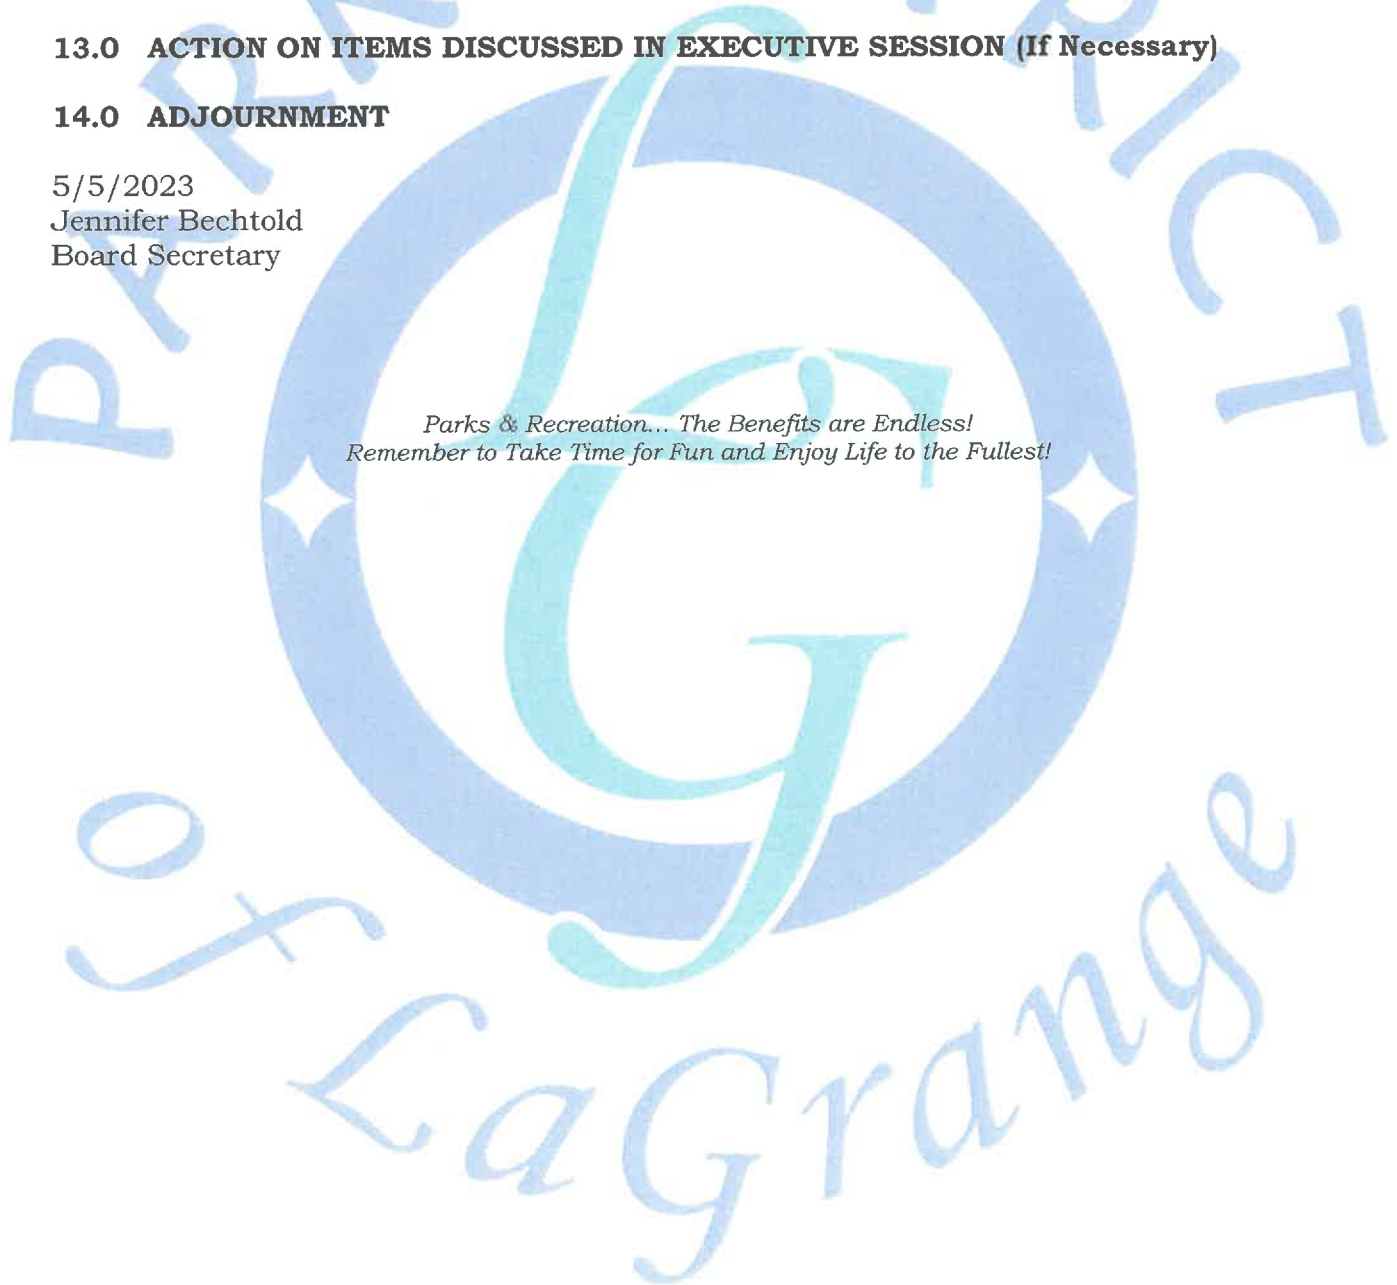 13.0 ACTION ON ITEMS DISCUSSED IN EXECUTIVE SESSION (If Necessary)
14.0 ADJOURNMENT
5/5/2023
Jennifer Bechtold
Board Secretary
Parks & Recreation... The Benefits are Endless!
Remember to Take Time for Fun and Enjoy Life to the Fullest!
PARK
RICT
LG
of LaGrange